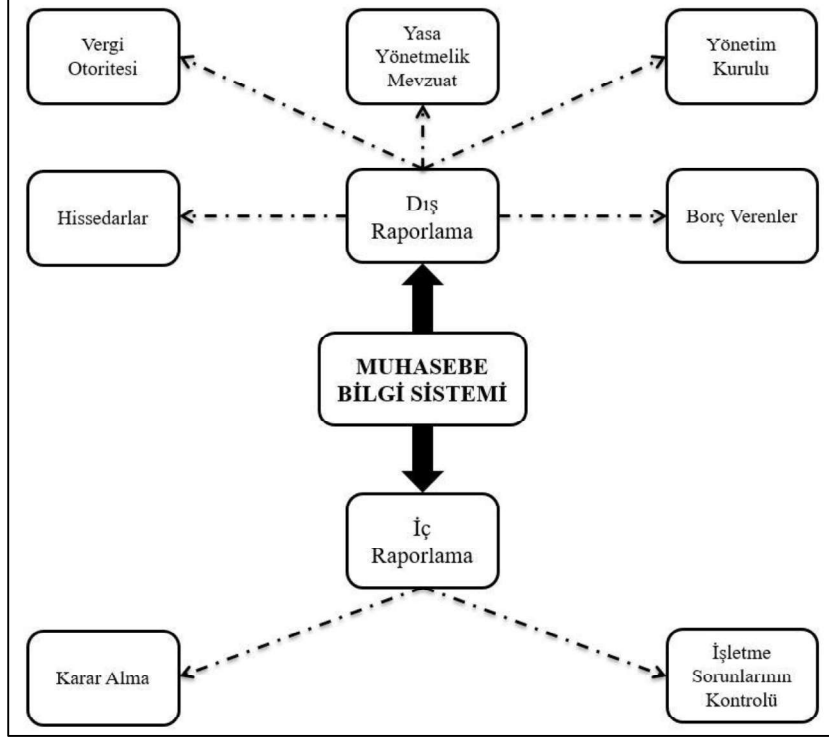 Vergi
Otoritesi
Yasa
Yönetmelik
Mevzuat
Yönetim
Kurulu
Hissedarlar
Dış
Raporlama
Borç Verenler
MUHASEBE
BİLGİ SİSTEMİ
İç
Raporlama
Karar Alma
İşletme
Sorunlarının
Kontrolü